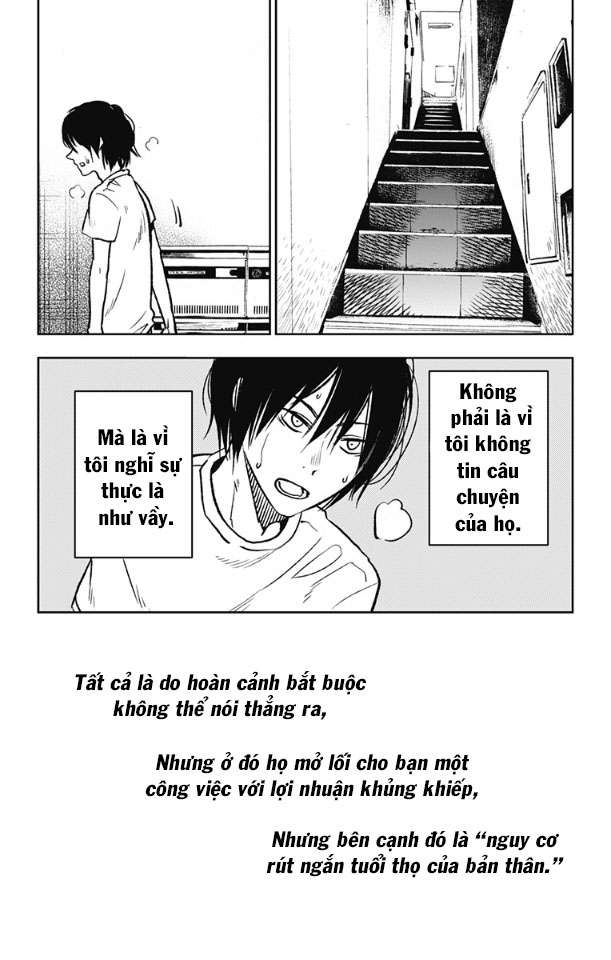 Không
phải là vì
tôi không
tin câu
chuyện
của họ.
Mà là vì
tôi nghĩ sự
thực là
như vầy.
Tất cả là do hoàn cảnh bắt buộc
không thể nói thẳng ra,
Nhưng ở đó họ mở lối cho bạn một
công việc với lợi nhuận khủng khiếp,
Nhưng bên cạnh đó là “nguy cơ
rút ngắn tuổi thọ của bản thân.”